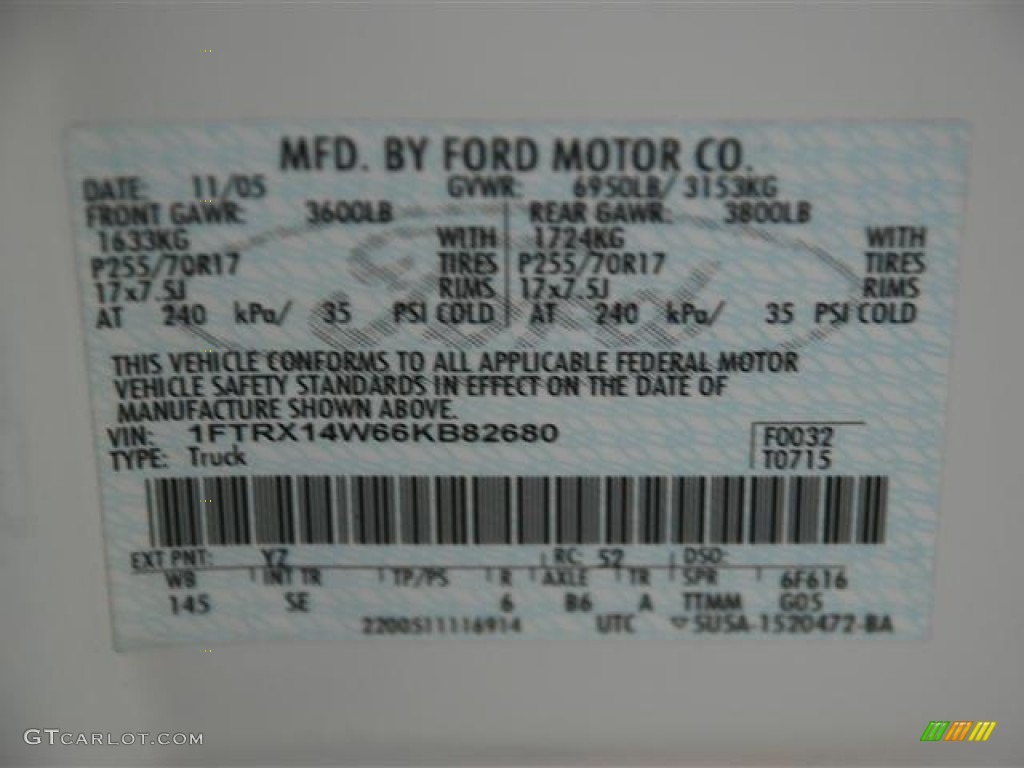 MFD. BY FORD MOTOR CO.
DATE: 11/05 GVWR: 6950LB/ 3153KG
FRONT GAWR: 3600LB REAR GAWR: 3800LB
1633KG WITH 1724KG WITH
P255/70R17 TIRES P255/70R17 TIRES
17x7.5J RIMS 17x7.5J RIMS
AT 240 kPa/ 35 PSI COLD AT 240 kPa/ 35 PSI COLD
THIS VEHICLE CONFORMS TO ALL APPLICABLE FEDERAL MOTOR
VEHICLE SAFETY STANDARDS IN EFFECT ON THE DATE OF
MANUFACTURE SHOWN ABOVE.
VIN: 1FTRX14W66KB82680 F0032
TYPE: Truck T0715
EXT PNT: YZ RC: 52 DSO:
WB INT TR TP/PS R AXLE TR SPR 6F616
145 SE 6 B6 A TTMM G05
2200511116914 UTC ▽5U5A-1520472-BA
GTCARLOT.COM